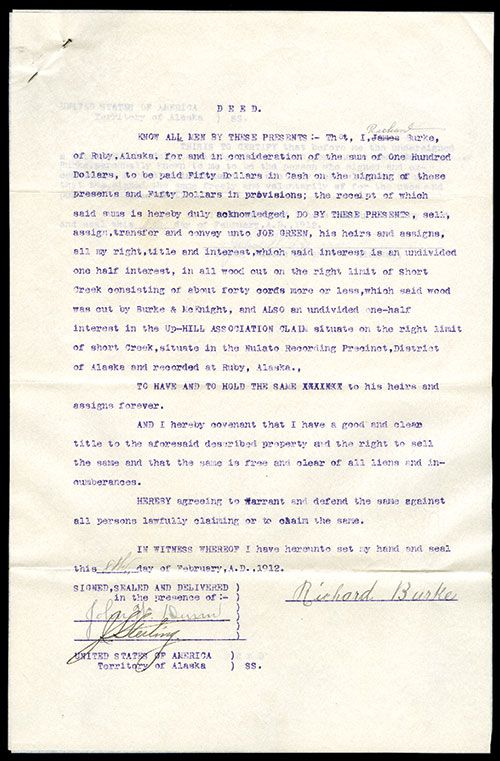 D E E D.
Richard
KNOW ALL MEN BY THESE PRESENTS:- That, I, James Burke,
of Ruby,Alaska, for and in consideration of the sum of One Hundred
Dollars, to be paid Fifty Dollars in Cash on the signing of these
presents and Fifty Dollars in provisions; the receipt of which
said sums is hereby duly acknowledged, DO BY THESE PRESENTS, sell,
assign,transfer and convey unto JOE GREEN, his heirs and assigns,
all my right,title and interest,which said interest is an undivided
one half interest, in all wood cut on the right limit of Short
Creek consisting of about forty cords more or less,which said wood
was cut by Burke & McKnight, and ALSO an undivided one-half
interest in the Up-HILL ASSOCIATION CLAIM situate on the right limit
of short Creek,situate in the Nulato Recording Precinct,District
of Alaska and recorded at Ruby, Alaska.,
TO HAVE AND TO HOLD THE SAME to his heirs and
assigns forever.
AND I hereby covenant that I have a good and clear
title to the aforesaid described property and the right to sell
the same and that the same is free and clear of all liens and in-
cumberances.
HEREBY agreeing to warrant and defend the same against
all persons lawfully claiming or to claim the same.
IN WITNESS WHEREOF I have hereunto set my hand and seal
this 8th, day of February,A.D.,1912.
SIGNED,SEALED AND DELIVERED )
in the presence of:- )
Richard Burke
John Dunn )
J Sterling. )
UNITED STATES OF AMERICA )
Territory of Alaska ) SS.